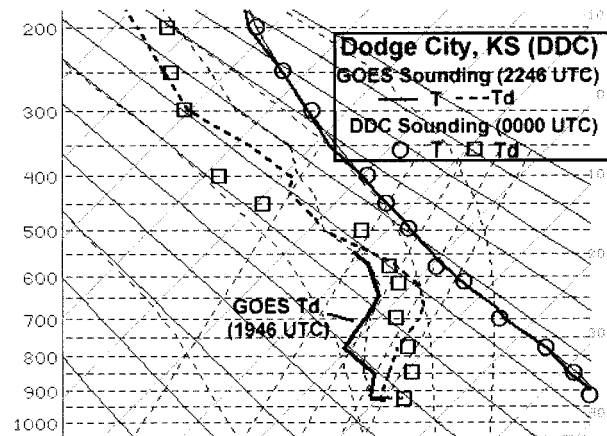 Dodge City, KS (DDC)
GOES Sounding (2246 UTC)
T Td
DDC Sounding (0000 UTC)
T Td
200
300
400
500
600
700
800
900
1000
GOES Td
(1946 UTC)